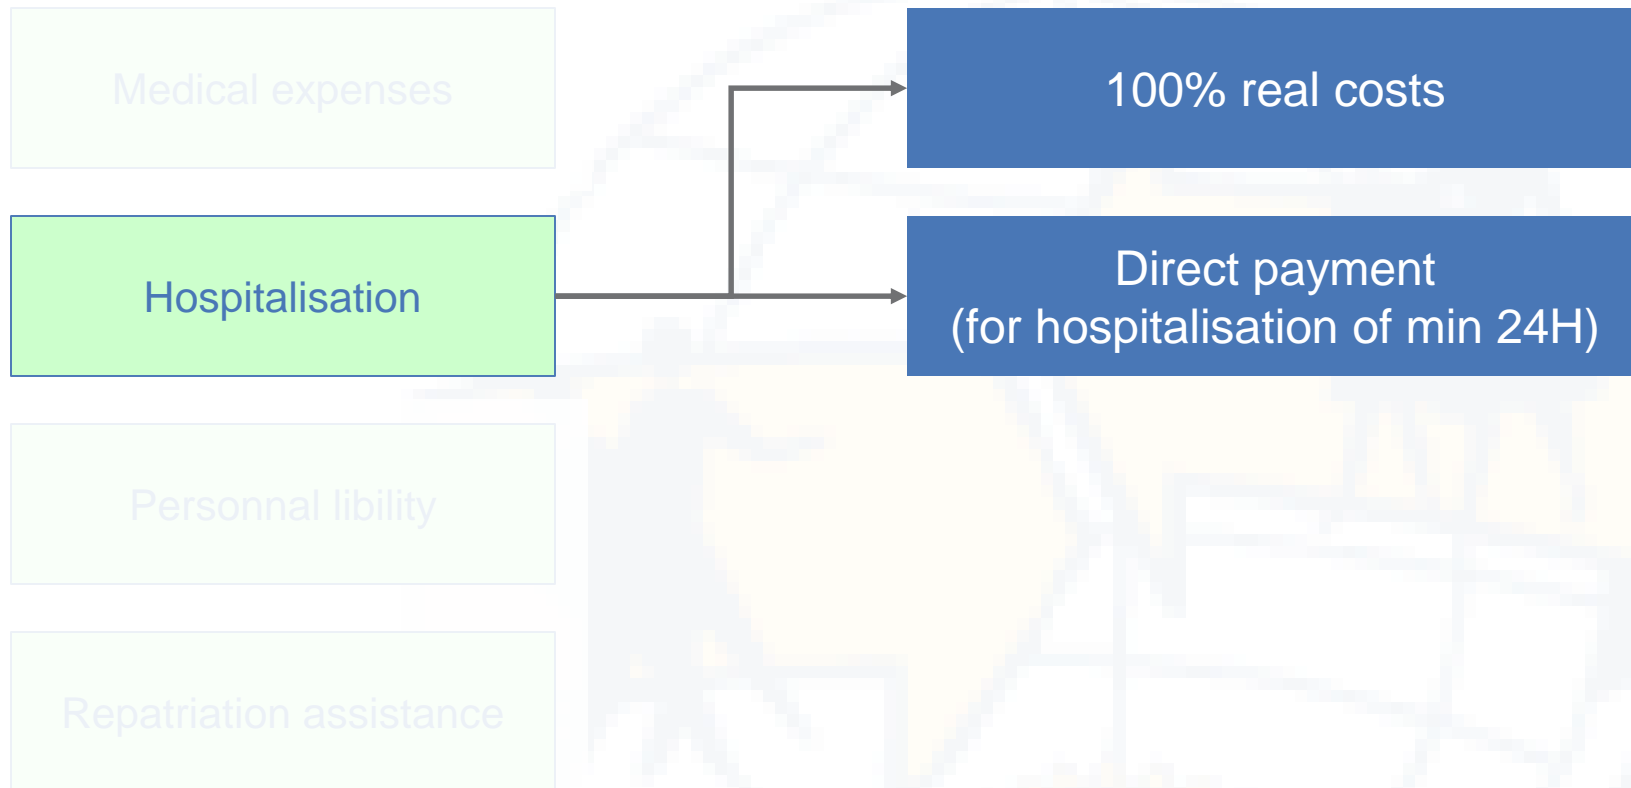 Medical expenses
100% real costs
Hospitalisation
Direct payment
(for hospitalisation of min 24H)
Personnal libility
Repatriation assistance